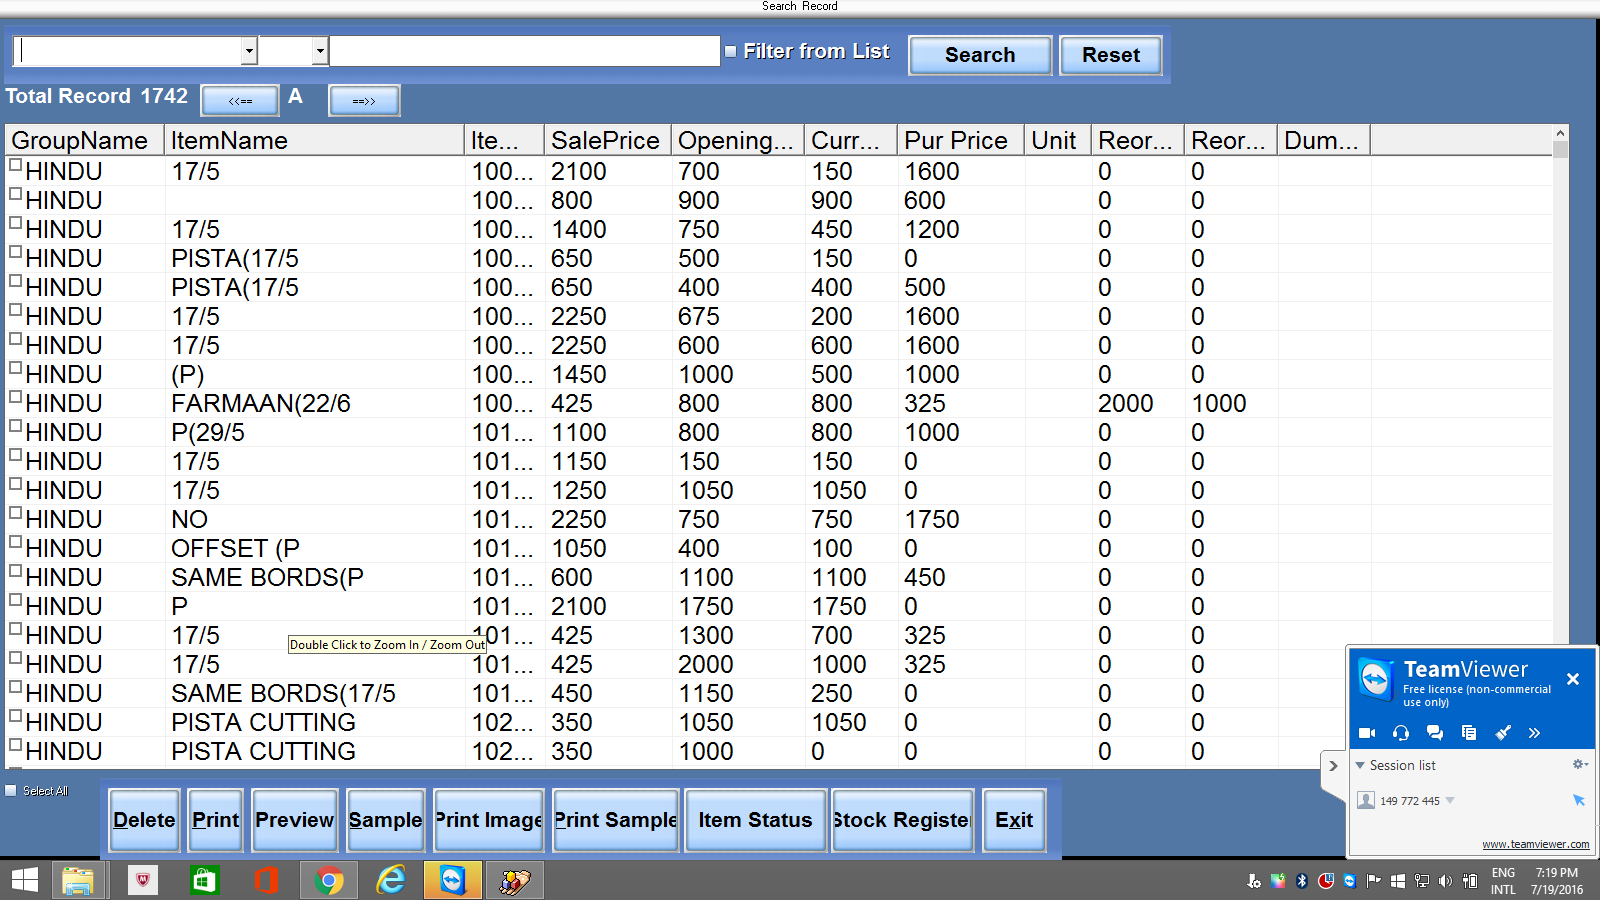 Search Record
Filter from List Search Reset
Total Record 1742 <<== A ==>>
GroupName ItemName Ite... SalePrice Opening... Curr... Pur Price Unit Reor... Reor... Dum...
HINDU 17/5 100... 2100 700 150 1600 0 0
HINDU 100... 800 900 900 600 0 0
HINDU 17/5 100... 1400 750 450 1200 0 0
HINDU PISTA(17/5 100... 650 500 150 0 0 0
HINDU PISTA(17/5 100... 650 400 400 500 0 0
HINDU 17/5 100... 2250 675 200 1600 0 0
HINDU 17/5 100... 2250 600 600 1600 0 0
HINDU (P) 100... 1450 1000 500 1000 0 0
HINDU FARMAAN(22/6 100... 425 800 800 325 2000 1000
HINDU P(29/5 101... 1100 800 800 1000 0 0
HINDU 17/5 101... 1150 150 150 0 0 0
HINDU 17/5 101... 1250 1050 1050 0 0 0
HINDU NO 101... 2250 750 750 1750 0 0
HINDU OFFSET (P 101... 1050 400 100 0 0 0
HINDU SAME BORDS(P 101... 600 1100 1100 450 0 0
HINDU P 101... 2100 1750 1750 0 0 0
HINDU 17/5 101... 425 1300 700 325 0 0
Double Click to Zoom In / Zoom Out
HINDU 17/5 101... 425 2000 1000 325 0 0
HINDU SAME BORDS(17/5 101... 450 1150 250 0 0 0
HINDU PISTA CUTTING 102... 350 1050 1050 0 0 0
HINDU PISTA CUTTING 102... 350 1000 0 0 0 0
TeamViewer
Free license (non-commercial
use only)
Session list
149 772 445
www.teamviewer.com
Select All
Delete Print Preview Sample Print Image Print Sample Item Status Stock Register Exit
ENG 7:19 PM
INTL 7/19/2016